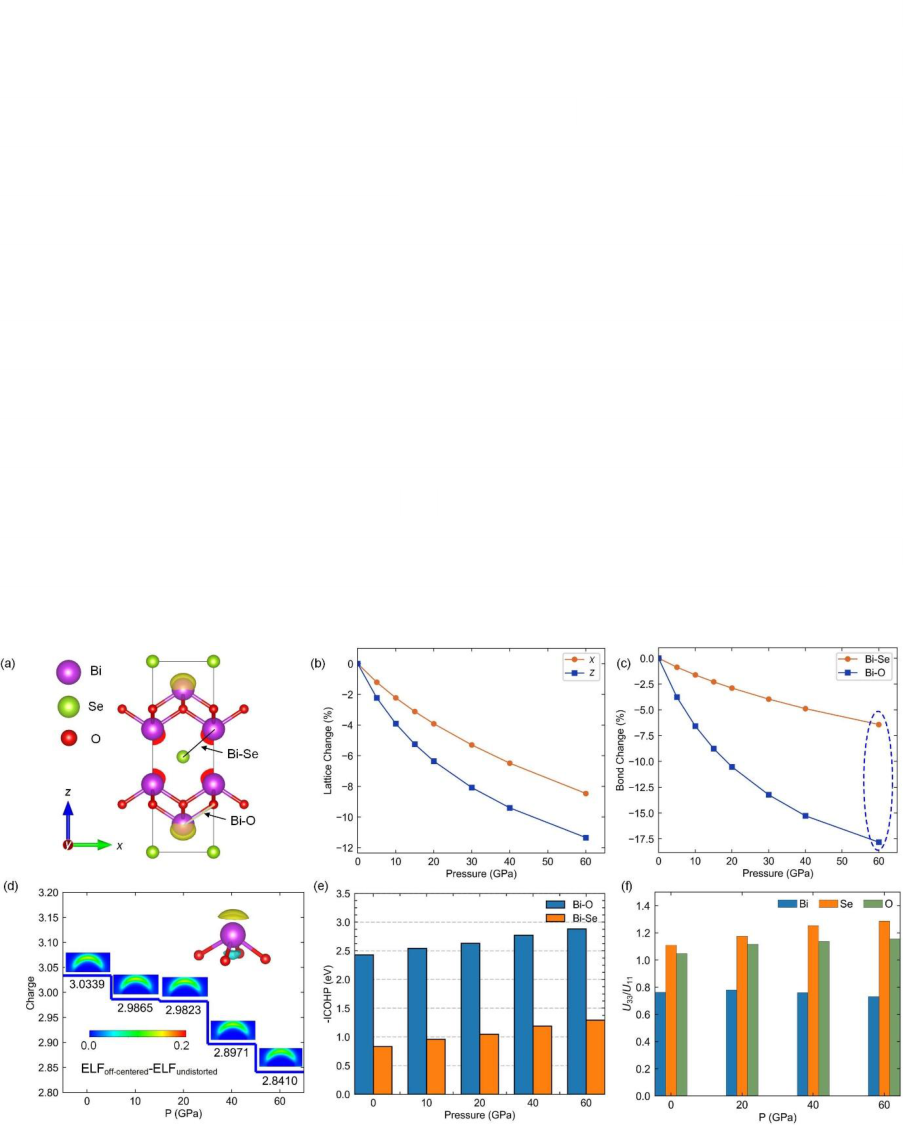 (a)
Bi
Se
O
Bi-Se
Bi-O
z
y
x
(b)
x
z
0
−2
−4
−6
−8
−10
−12
Lattice Change (%)
0 10 20 30 40 50 60
Pressure (GPa)
(c)
Bi-Se
Bi-O
0.0
−2.5
−5.0
−7.5
−10.0
−12.5
−15.0
−17.5
Bond Change (%)
0 10 20 30 40 50 60
Pressure (GPa)
(d)
3.20
3.15
3.10
3.05
3.00
2.95
2.90
2.85
2.80
Charge
3.0339
2.9865
2.9823
2.8971
2.8410
0.0 0.2
ELFoff-centered-ELFundistorted
0 10 20 40 60
P (GPa)
(e)
Bi-O
Bi-Se
3.5
3.0
2.5
2.0
1.5
1.0
0.5
0.0
-ICOHP (eV)
0 10 20 40 60
Pressure (GPa)
(f)
Bi Se O
1.4
1.2
1.0
0.8
0.6
0.4
0.2
0.0
U33/U11
0 20 40 60
P (GPa)